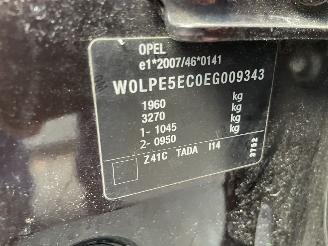 OPEL
e1*2007/46*0141
W0LPE5EC0EG009343
1960 kg
3270 kg
1- 1045 kg
2- 0950 kg
Z41C TADA I14
3752